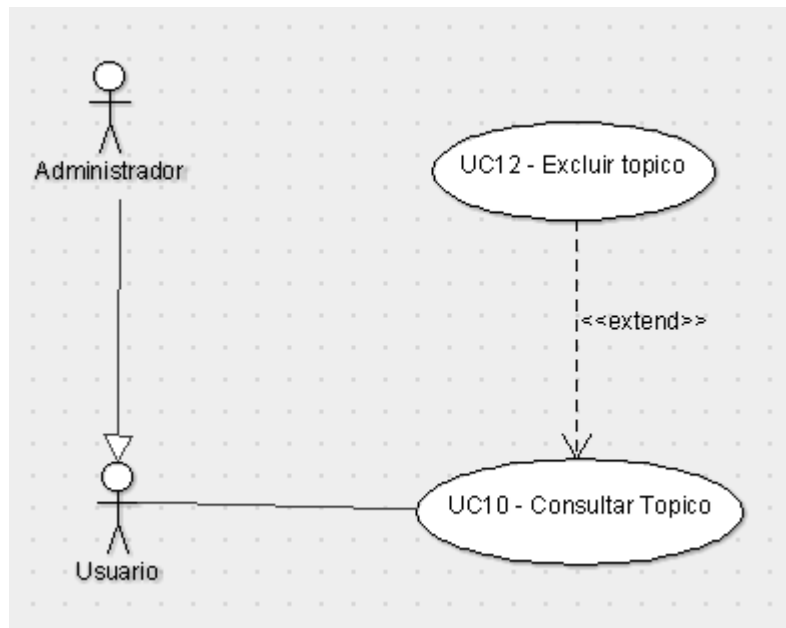 Administrador
UC12 - Excluir topico
<<extend>>
UC10 - Consultar Topico
Usuario